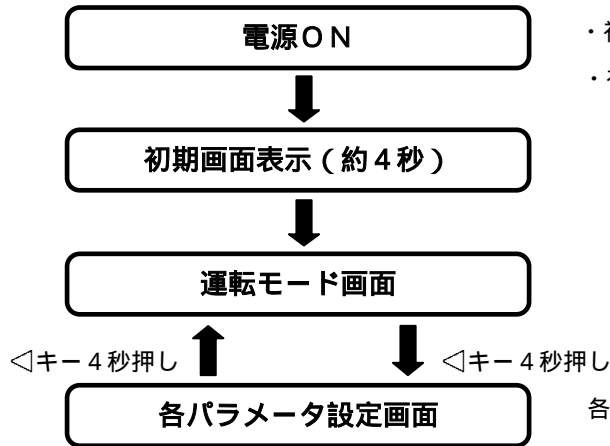 電源ＯＮ
・初
・
初期画面表示（約４秒）
運転モード画面
◁キー４秒押し
◁キー４秒押し
各パラメータ設定画面
各